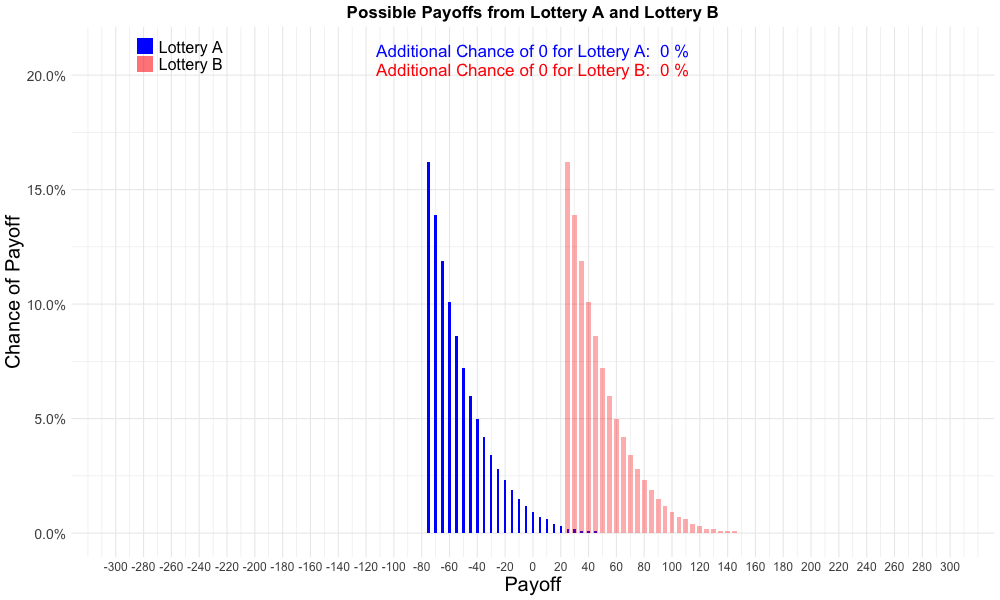 Possible Payoffs from Lottery A and Lottery B
Lottery A
Lottery B
Additional Chance of 0 for Lottery A: 0 %
Additional Chance of 0 for Lottery B: 0 %
Chance of Payoff
20.0%
15.0%
10.0%
5.0%
0.0%
-300 -280 -260 -240 -220 -200 -180 -160 -140 -120 -100 -80 -60 -40 -20 0 20 40 60 80 100 120 140 160 180 200 220 240 260 280 300
Payoff